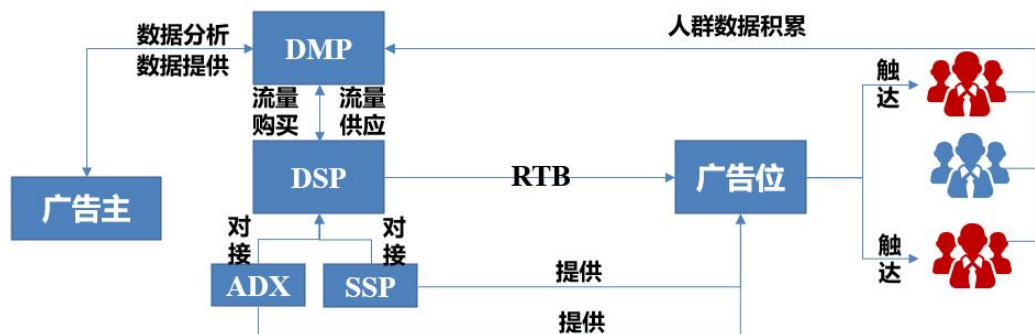 数据分析
数据提供
DMP
人群数据积累
流量
购买
流量
供应
触
达
广告主
DSP
RTB
广告位
对
接
对
接
触
达
ADX
SSP
提供
提供